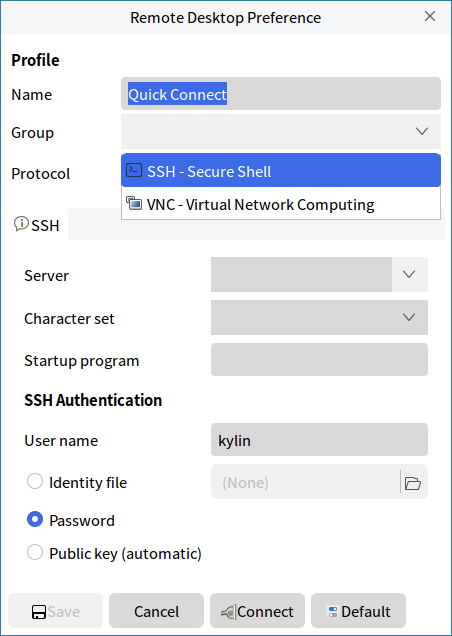 Remote Desktop Preference
Profile
Name Quick Connect
Group
Protocol SSH - Secure Shell
VNC - Virtual Network Computing
SSH
Server
Character set
Startup program
SSH Authentication
User name kylin
Identity file (None)
Password
Public key (automatic)
Save Cancel Connect Default